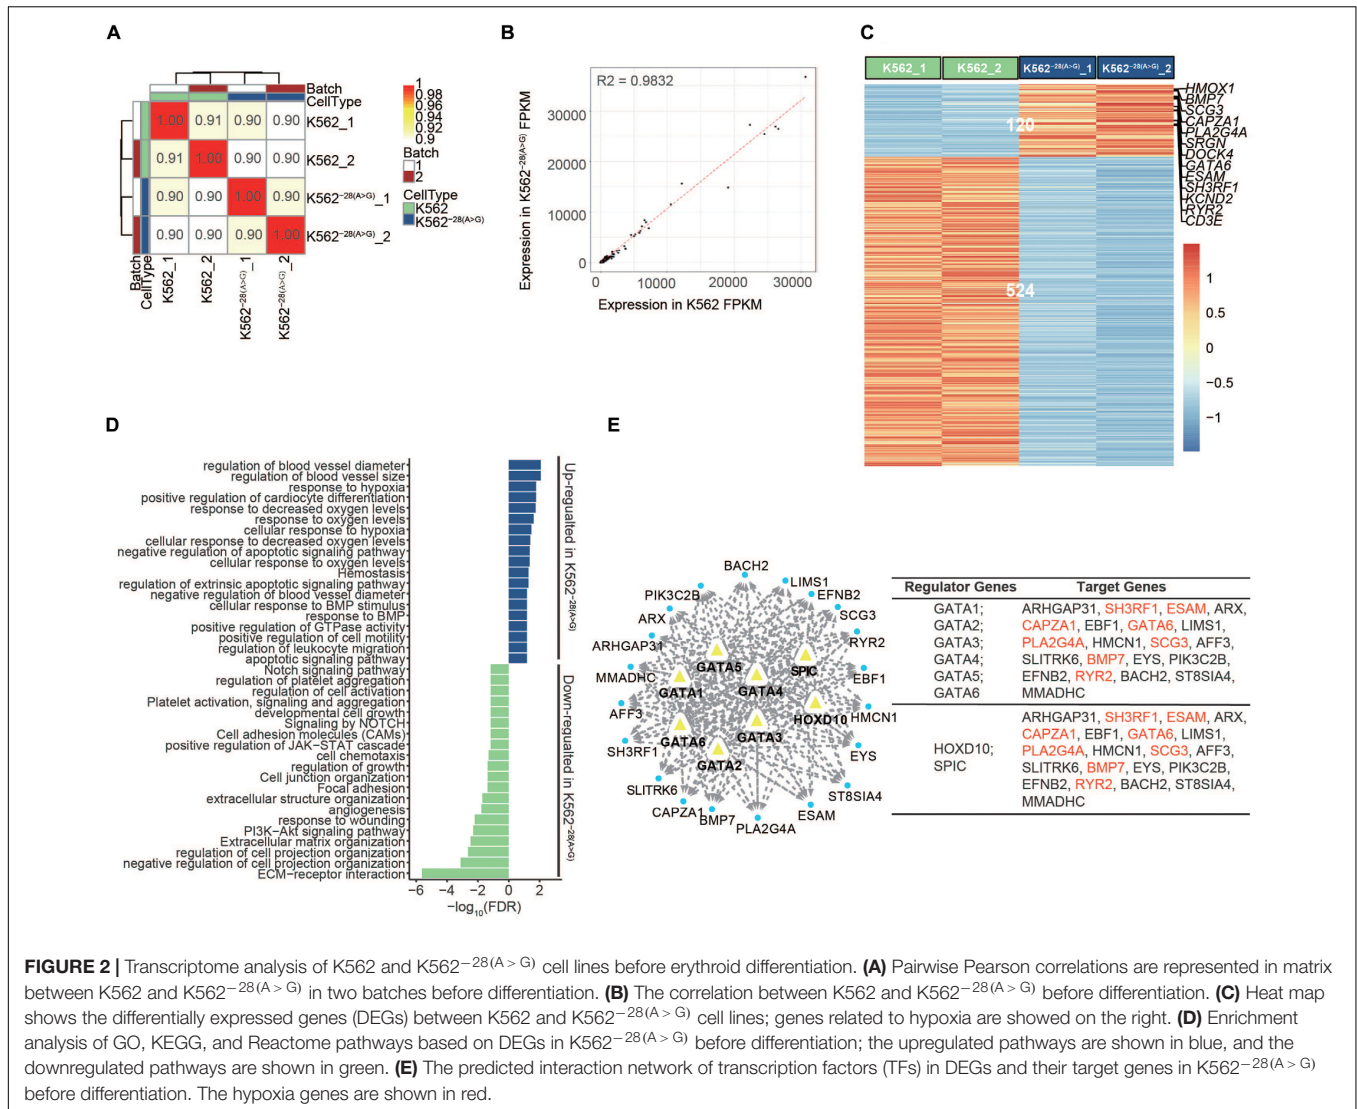 A
Batch
CellType
K562_1
K562_2
K562−28(A>G)_1
K562−28(A>G)_2
1.00 0.91 0.90 0.90
0.91 1.00 0.90 0.90
0.90 0.90 1.00 0.90
0.90 0.90 0.90 1.00
Batch
CellType
K562_1
K562_2
K562−28(A>G)_1
K562−28(A>G)_2
1
0.98
0.96
0.94
0.92
0.9
Batch
1
2
CellType
K562
K562−28(A>G)
B
R2 = 0.9832
Expression in K562−28(A>G) FPKM
30000
20000
10000
0
0 10000 20000 30000
Expression in K562 FPKM
C
K562_1 K562_2 K562−28(A>G)_1 K562−28(A>G)_2
120
524
HMOX1
BMP7
SCG3
CAPZA1
PLA2G4A
SRGN
DOCK4
GATA6
ESAM
SH3RF1
KCND2
RYR2
CD3E
1
0.5
0
−0.5
−1
D
regulation of blood vessel diameter
regulation of blood vessel size
response to hypoxia
positive regulation of cardiocyte differentiation
response to decreased oxygen levels
response to oxygen levels
cellular response to hypoxia
cellular response to decreased oxygen levels
negative regulation of apoptotic signaling pathway
cellular response to oxygen levels
Hemostasis
regulation of extrinsic apoptotic signaling pathway
negative regulation of blood vessel diameter
cellular response to BMP stimulus
response to BMP
positive regulation of GTPase activity
positive regulation of cell motility
regulation of leukocyte migration
apoptotic signaling pathway
Notch signaling pathway
regulation of platelet aggregation
regulation of cell activation
Platelet activation, signaling and aggregation
developmental cell growth
Signaling by NOTCH
Cell adhesion molecules (CAMs)
positive regulation of JAK−STAT cascade
cell chemotaxis
regulation of growth
Cell junction organization
Focal adhesion
extracellular structure organization
angiogenesis
response to wounding
PI3K−Akt signaling pathway
Extracellular matrix organization
regulation of cell projection organization
negative regulation of cell projection organization
ECM−receptor interaction
−6 −4 −2 0 2
−log10(FDR)
Up-regualted in K562−28(A>G)
Down-regualted in K562−28(A>G)
E
BACH2
LIMS1
EFNB2
PIK3C2B
SCG3
ARX
RYR2
ARHGAP31
EBF1
MMADHC
HMCN1
AFF3
EYS
SH3RF1
ST8SIA4
SLITRK6
ESAM
CAPZA1
BMP7
PLA2G4A
GATA5
SPIC
GATA1
GATA4
HOXD10
GATA6
GATA3
GATA2
Regulator Genes Target Genes
GATA1; ARHGAP31, SH3RF1, ESAM, ARX,
GATA2; CAPZA1, EBF1, GATA6, LIMS1,
GATA3; PLA2G4A, HMCN1, SCG3, AFF3,
GATA4; SLITRK6, BMP7, EYS, PIK3C2B,
GATA5; EFNB2, RYR2, BACH2, ST8SIA4,
GATA6 MMADHC
HOXD10;
SPIC
ARHGAP31, SH3RF1, ESAM, ARX,
CAPZA1, EBF1, GATA6, LIMS1,
PLA2G4A, HMCN1, SCG3, AFF3,
SLITRK6, BMP7, EYS, PIK3C2B,
EFNB2, RYR2, BACH2, ST8SIA4,
MMADHC
FIGURE 2 | Transcriptome analysis of K562 and K562−28(A > G) cell lines before erythroid differentiation. (A) Pairwise Pearson correlations are represented in matrix
between K562 and K562−28(A > G) in two batches before differentiation. (B) The correlation between K562 and K562−28(A > G) before differentiation. (C) Heat map
shows the differentially expressed genes (DEGs) between K562 and K562−28(A > G) cell lines; genes related to hypoxia are showed on the right. (D) Enrichment
analysis of GO, KEGG, and Reactome pathways based on DEGs in K562−28(A > G) before differentiation; the upregulated pathways are shown in blue, and the
downregulated pathways are shown in green. (E) The predicted interaction network of transcription factors (TFs) in DEGs and their target genes in K562−28(A > G)
before differentiation. The hypoxia genes are shown in red.